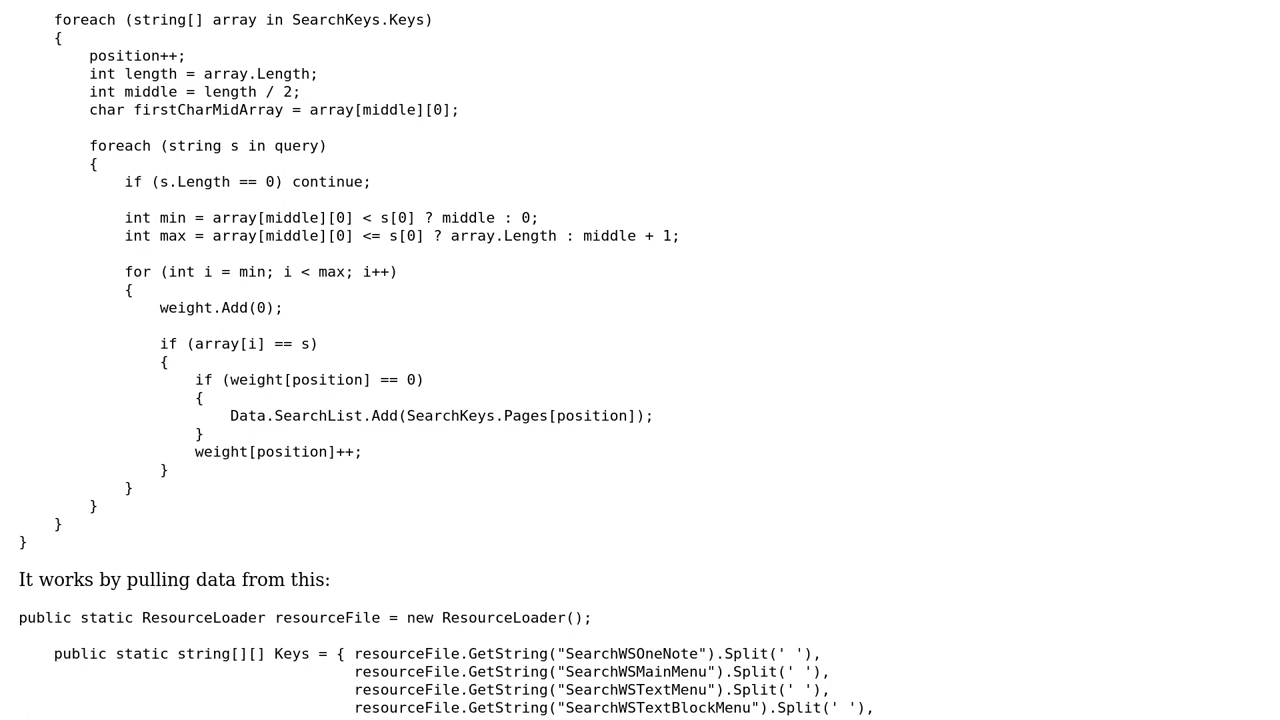 foreach (string[] array in SearchKeys.Keys)
{
position++;
int length = array.Length;
int middle = length / 2;
char firstCharMidArray = array[middle][0];
foreach (string s in query)
{
if (s.Length == 0) continue;
int min = array[middle][0] < s[0] ? middle : 0;
int max = array[middle][0] <= s[0] ? array.Length : middle + 1;
for (int i = min; i < max; i++)
{
weight.Add(0);
if (array[i] == s)
{
if (weight[position] == 0)
{
Data.SearchList.Add(SearchKeys.Pages[position]);
}
weight[position]++;
}
}
}
}
}
It works by pulling data from this:
public static ResourceLoader resourceFile = new ResourceLoader();
public static string[][] Keys = { resourceFile.GetString("SearchWSOneNote").Split(' '),
resourceFile.GetString("SearchWSMainMenu").Split(' '),
resourceFile.GetString("SearchWSTextMenu").Split(' '),
resourceFile.GetString("SearchWSTextBlockMenu").Split(' '),